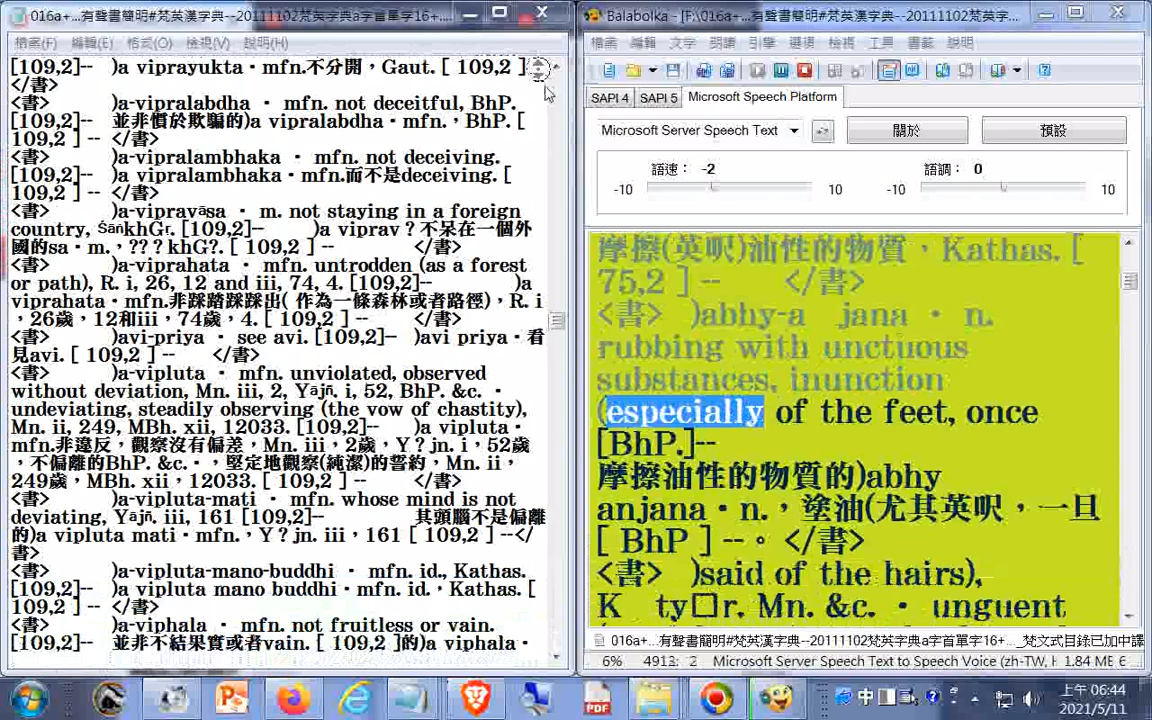 016a+...有聲書簡明#梵英漢字典--20111102梵英字典a字首單字16+...
檔案(F) 編輯(E) 格式(O) 檢視(V) 說明(H)
[109,2]-- )a viprayukta·mfn.不分開，Gaut. [ 109,2 ]
</書>
<書> )a-vipralabdha · mfn. not deceitful, BhP.
[109,2]-- 並非慣於欺騙的)a vipralabdha·mfn.，BhP. [
109,2 ] -- </書>
<書> )a-vipralambhaka · mfn. not deceiving.
[109,2]-- )a vipralambhaka·mfn.而不是deceiving. [
109,2 ] -- </書>
<書> )a-vipravāsa · m. not staying in a foreign
country, ŚāṅkhGr. [109,2]-- )a viprav？不呆在一個外
國的sa·m.，???khG?. [ 109,2 ] -- </書>
<書> )a-viprahata · mfn. untrodden (as a forest
or path), R. i, 26, 12 and iii, 74, 4. [109,2]-- )a
viprahata·mfn.非踩踏踩踩出( 作為一條森林或者路徑)，R. i
，26歲，12和iii，74歲，4. [ 109,2 ] -- </書>
<書> )avi-priya · see avi. [109,2]-- )avi priya·看
見avi. [ 109,2 ] -- </書>
<書> )a-vipluta · mfn. unviolated, observed
without deviation, Mn. iii, 2, Yājñ. i, 52, BhP. &c. ·
undeviating, steadily observing (the vow of chastity),
Mn. ii, 249, MBh. xii, 12033. [109,2]-- )a vipluta·
mfn.非違反，觀察沒有偏差，Mn. iii，2歲，Y？jn. i，52歲
，不偏離的BhP. &c.·，堅定地觀察(純潔)的誓約，Mn. ii，
249歲，MBh. xii，12033. [ 109,2 ] -- </書>
<書> )a-vipluta-mati · mfn. whose mind is not
deviating, Yājñ. iii, 161 [109,2]-- 其頭腦不是偏離
的)a vipluta mati·mfn.，Y？jn. iii，161 [ 109,2 ] --</
書>
<書> )a-vipluta-mano-buddhi · mfn. id., Kathas.
[109,2]-- )a vipluta mano buddhi·mfn. id.，Kathas. [
109,2 ] -- </書>
<書> )a-viphala · mfn. not fruitless or vain.
[109,2]-- 並非不結果實或者vain. [ 109,2 ]的)a viphala·
Balabolka - [F:\016a+...有聲書簡明#梵英漢字典--20111102梵英字...
檔案 編輯 文字 朗讀 引擎 選項 檢視 工具 書籤 說明
SAPI 4 SAPI 5 Microsoft Speech Platform
Microsoft Server Speech Text 關於 預設
語速： -2 語調： 0
-10 10 -10 10
摩擦(英呎)油性的物質，Kathas. [
75,2 ] -- </書>
<書> )abhy-a jana · n.
rubbing with unctuous
substances, inunction
(especially of the feet, once
[BhP.]--
摩擦油性的物質的)abhy
anjana·n.，塗油(尤其英呎，一旦
[ BhP ] --。</書>
<書> )said of the hairs),
K ty□r. Mn. &c. · unguent
016a+...有聲書簡明#梵英漢字典--20111102梵英字典a字首單字16+..._梵文式目錄已加中譯
6% 4913: 2 Microsoft Server Speech Text to Speech Voice (zh-TW, H 1.84 MB
中
上午 06:44
2021/5/11